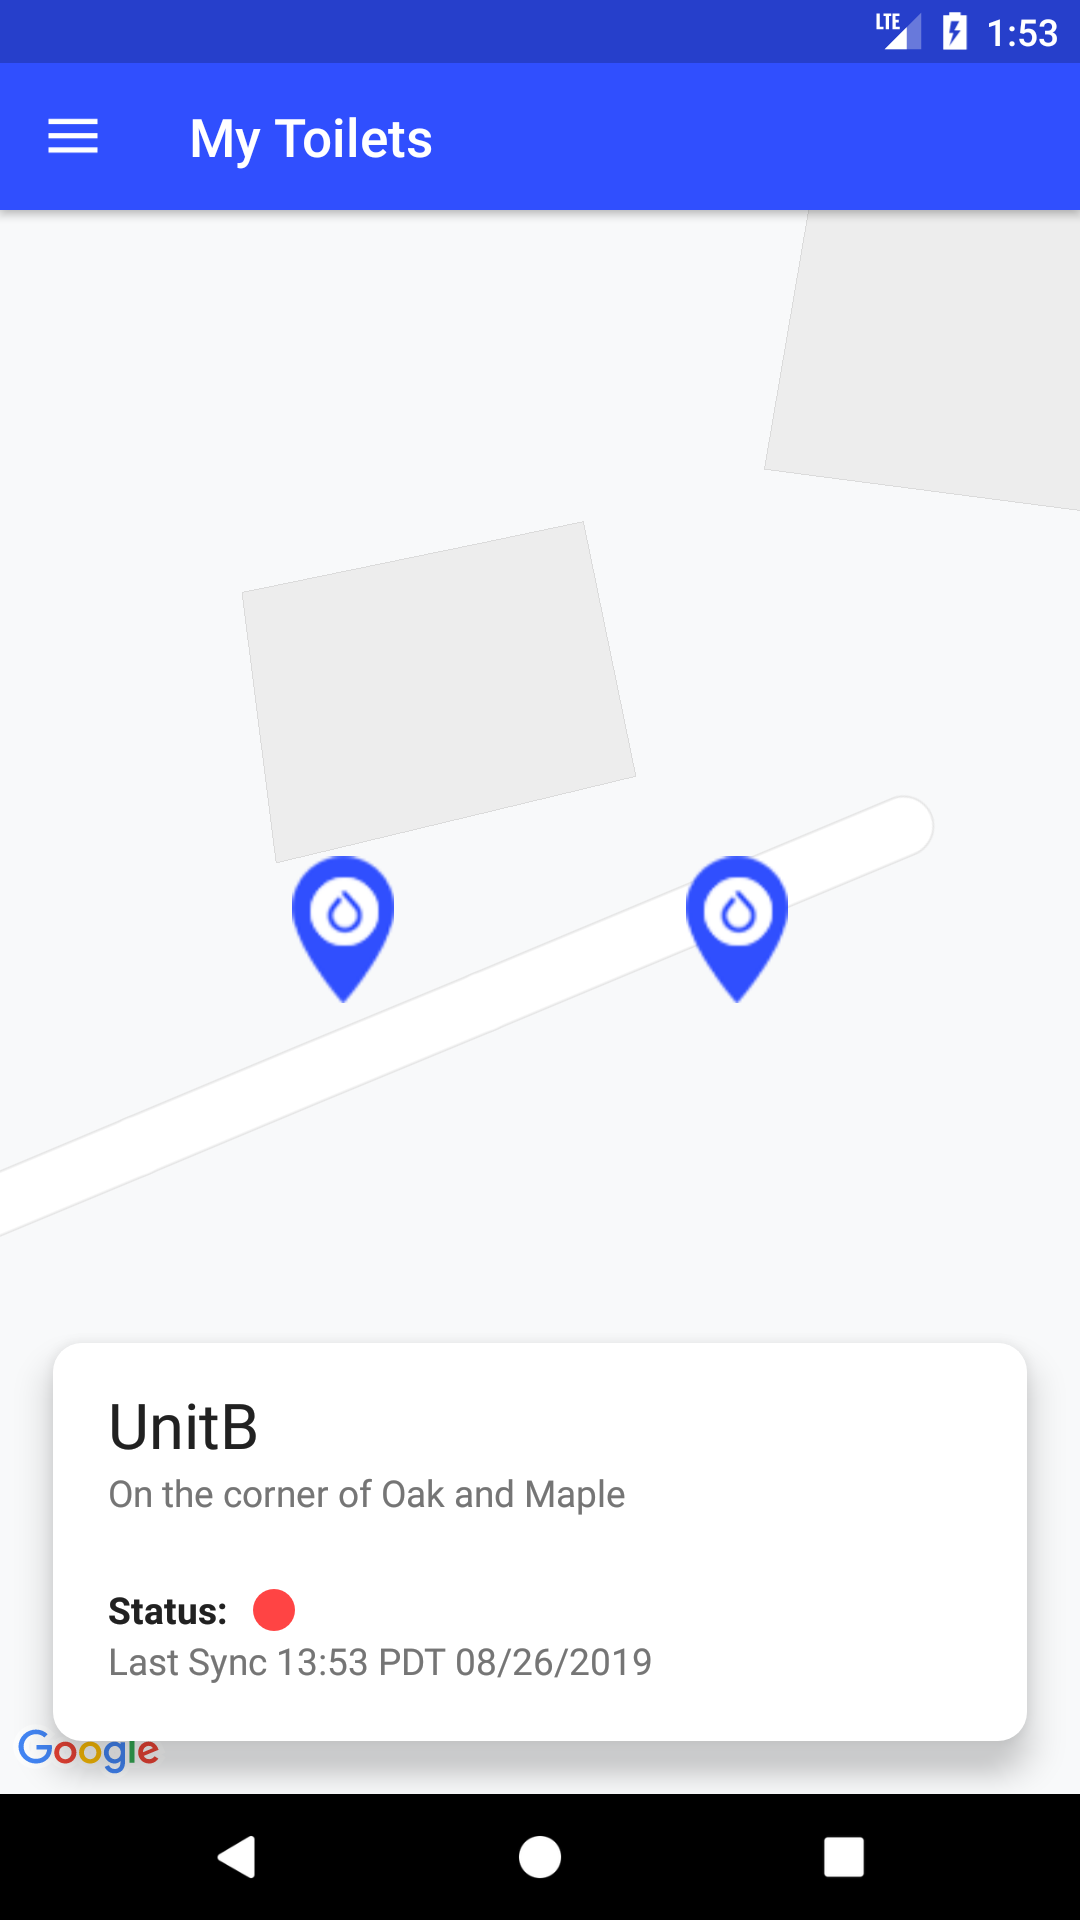 LTE 1:53
My Toilets
UnitB
On the corner of Oak and Maple
Status:
Last Sync 13:53 PDT 08/26/2019
Google